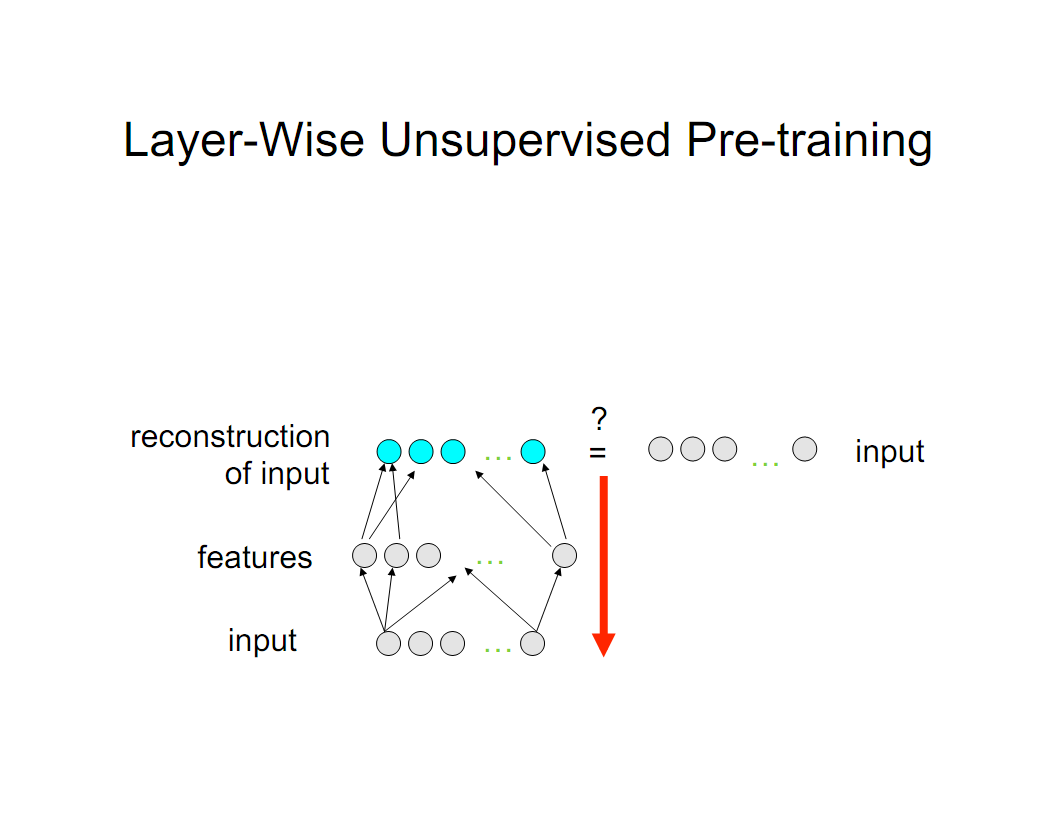 Layer-Wise Unsupervised Pre-training
reconstruction
of input
… 
?
=
…
input
features
…
input
…